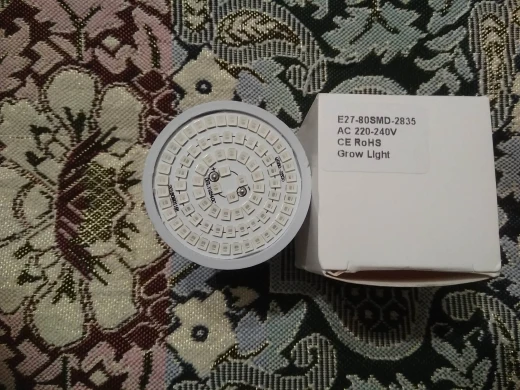 E27-80SMD-2835
AC 220-240V
CE RoHS
Grow Light